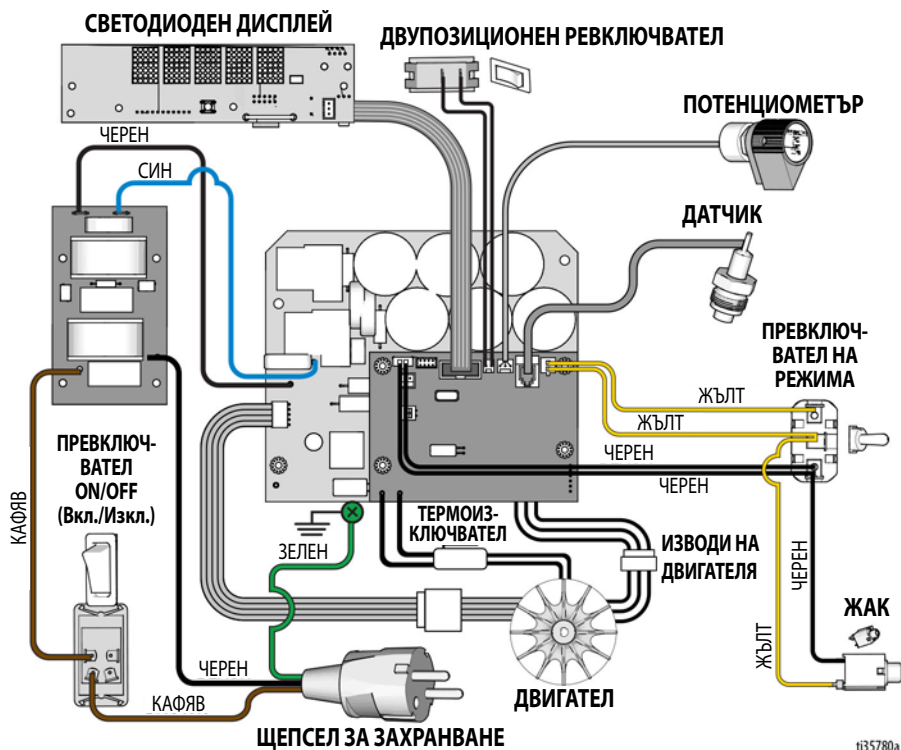 СВЕТОДИОДЕН ДИСПЛЕЙ
ДВУПОЗИЦИОНЕН РЕВКЛЮЧВАТЕЛ
ПОТЕНЦИОМЕТЪР
ЧЕРЕН
СИН
ДАТЧИК
ПРЕВКЛЮЧ-
ВАТЕЛ НА
РЕЖИМА
ЖЪЛТ
ЖЪЛТ
ЧЕРЕН
ЧЕРЕН
ПРЕВКЛЮЧ-
ВАТЕЛ
ON/OFF
(Вкл./Изкл.)
КАФЯВ
ЗЕЛЕН
ТЕРМОИЗ-
КЛЮЧВАТЕЛ
ИЗВОДИ НА
ДВИГАТЕЛЯ
ЧЕРЕН
ЖЪЛТ
ЖАК
ЧЕРЕН
КАФЯВ
ДВИГАТЕЛ
ЩЕПСЕЛ ЗА ЗАХРАНВАНЕ
ti35780a